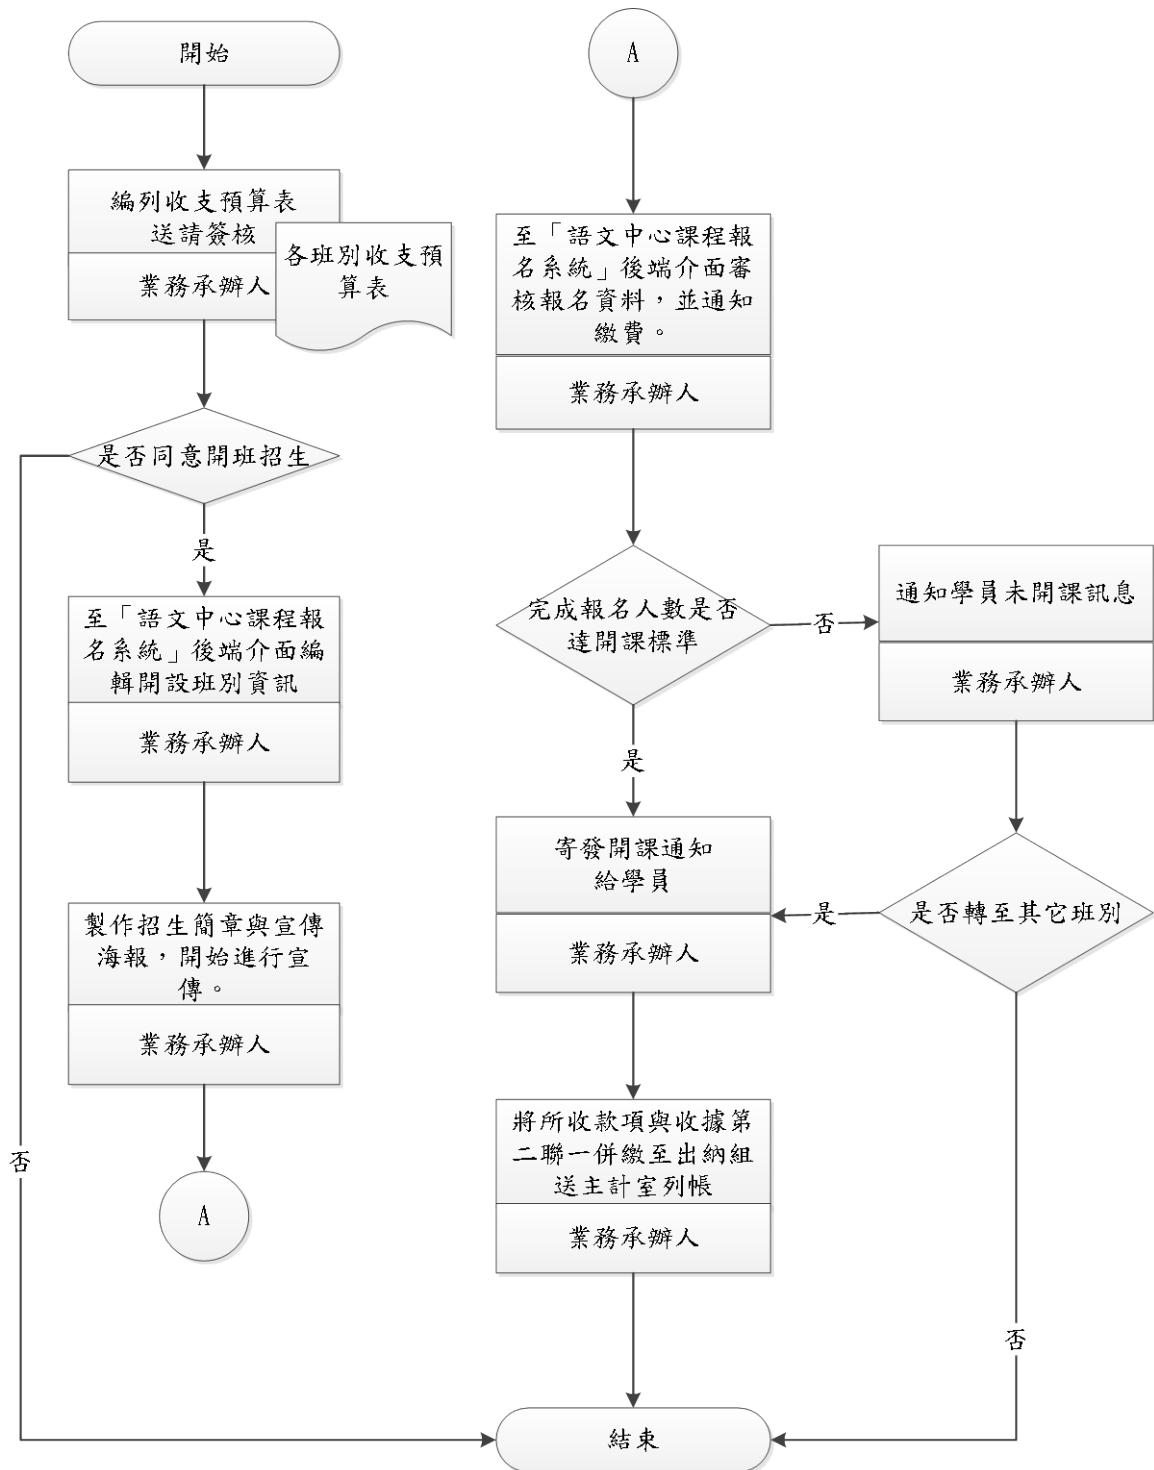 開始
編列收支預算表
送請簽核
業務承辦人
各班別收支預
算表
是否同意開班招生
是
至「語文中心課程報
名系統」後端介面編
輯開設班別資訊
業務承辦人
製作招生簡章與宣傳
海報，開始進行宣
傳。
業務承辦人
否
A
A
至「語文中心課程報
名系統」後端介面審
核報名資料，並通知
繳費。
業務承辦人
完成報名人數是否
達開課標準
否
通知學員未開課訊息
業務承辦人
是
寄發開課通知
給學員
業務承辦人
是
是否轉至其它班別
將所收款項與收據第
二聯一併繳至出納組
送主計室列帳
業務承辦人
否
結束